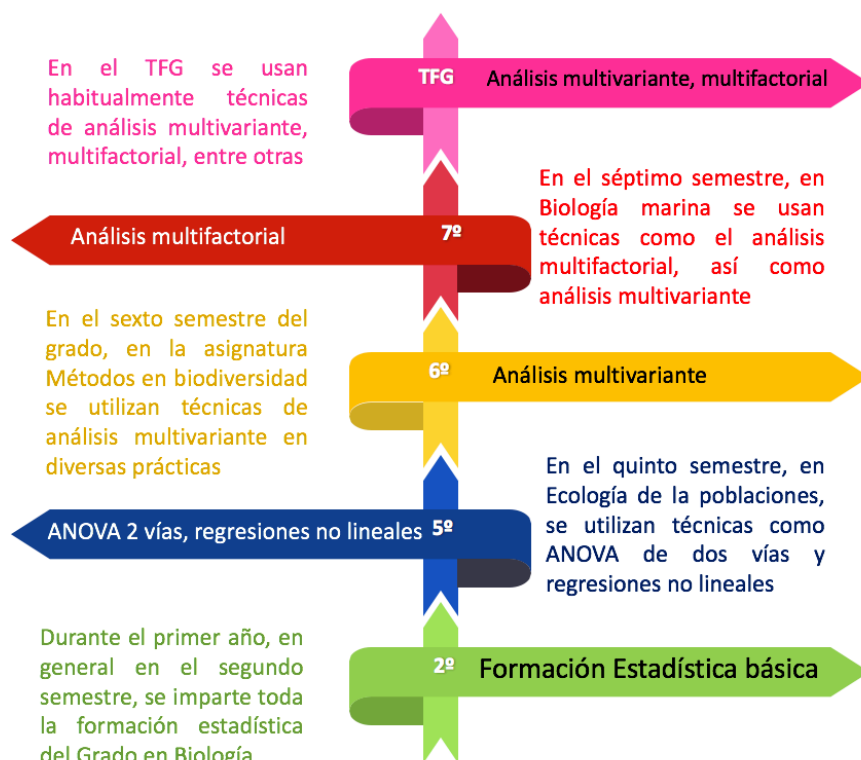 En el TFG se usan
habitualmente técnicas
de análisis multivariante,
multifactorial, entre otras
TFG
Análisis multivariante, multifactorial
Análisis multifactorial
7º
En el séptimo semestre, en
Biología marina se usan
técnicas como el análisis
multifactorial, así como
análisis multivariante
En el sexto semestre del
grado, en la asignatura
Métodos en biodiversidad
se utilizan técnicas de
análisis multivariante en
diversas prácticas
6º
Análisis multivariante
ANOVA 2 vías, regresiones no lineales
5º
En el quinto semestre, en
Ecología de la poblaciones,
se utilizan técnicas como
ANOVA de dos vías y
regresiones no lineales
Durante el primer año, en
general en el segundo
semestre, se imparte toda
la formación estadística
del Grado en Biología
2º
Formación Estadística básica